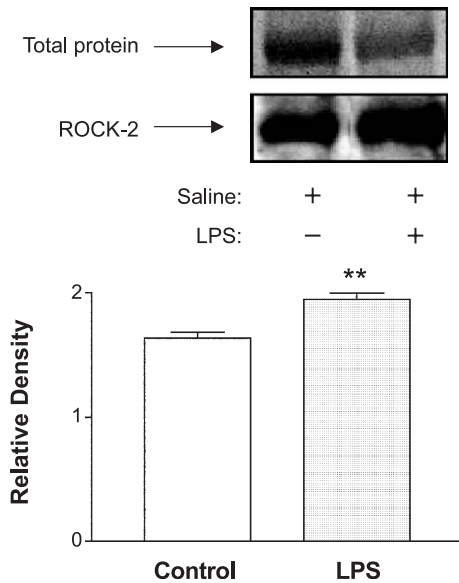 Total protein
ROCK-2
Saline: + +
LPS: − +
**
2
1
0
Relative Density
Control LPS